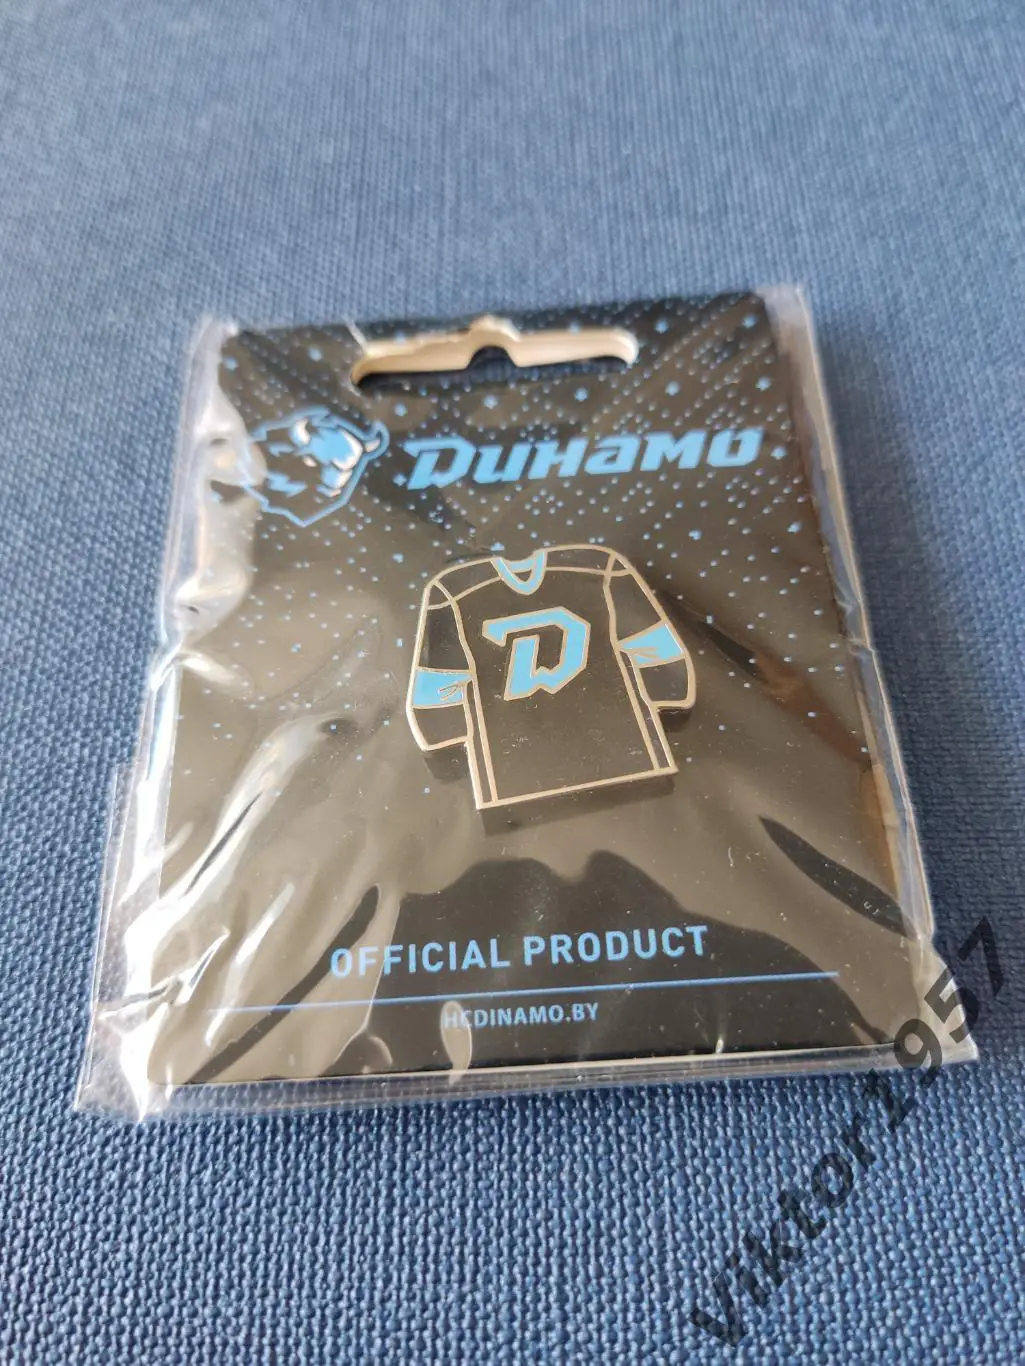 Динамо
D
OFFICIAL PRODUCT
HCDINAMO.BY
Viktor1957